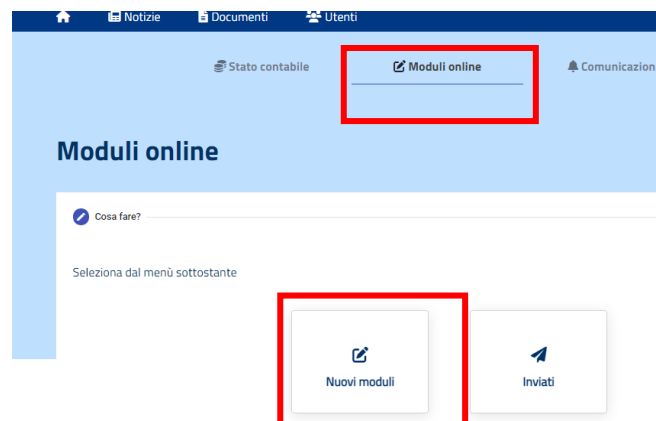 Notizie Documenti Utenti
Stato contabile Moduli online Comunicazion
Moduli online
Cosa fare?
Seleziona dal menù sottostante
Nuovi moduli Inviati